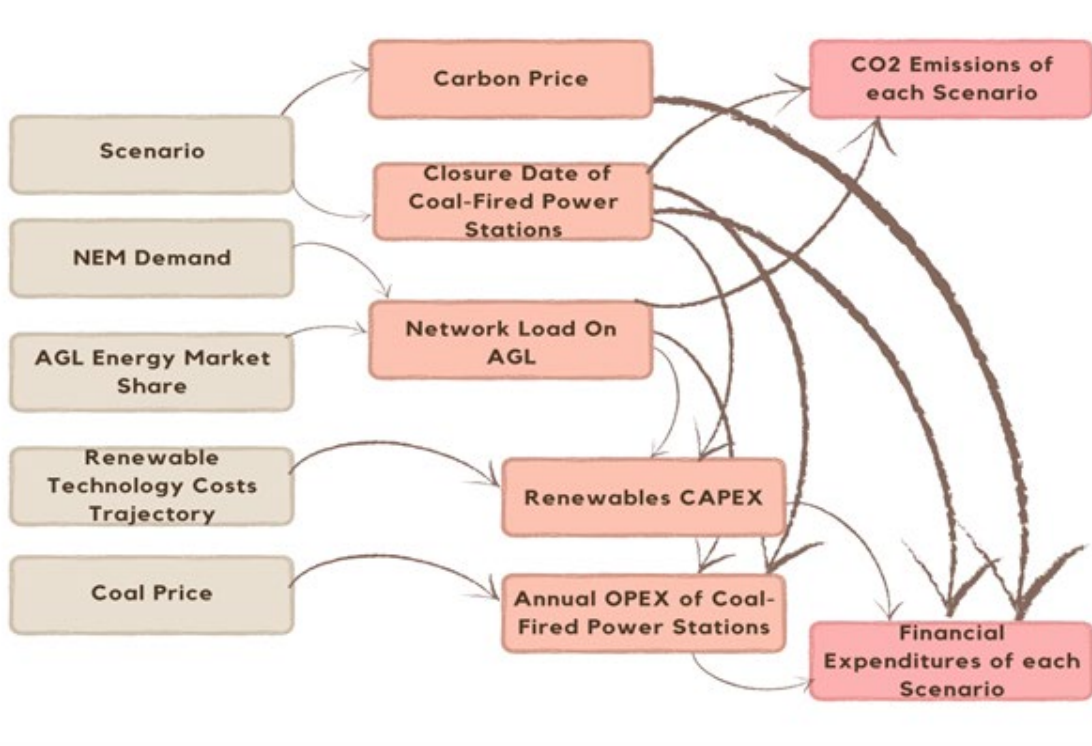 Scenario
NEM Demand
AGL Energy Market
Share
Renewable
Technology Costs
Trajectory
Coal Price
Carbon Price
Closure Date of
Coal-Fired Power
Stations
Network Load On
AGL
Renewables CAPEX
Annual OPEX of Coal-
Fired Power Stations
CO2 Emissions of
each Scenario
Financial
Expenditures of each
Scenario